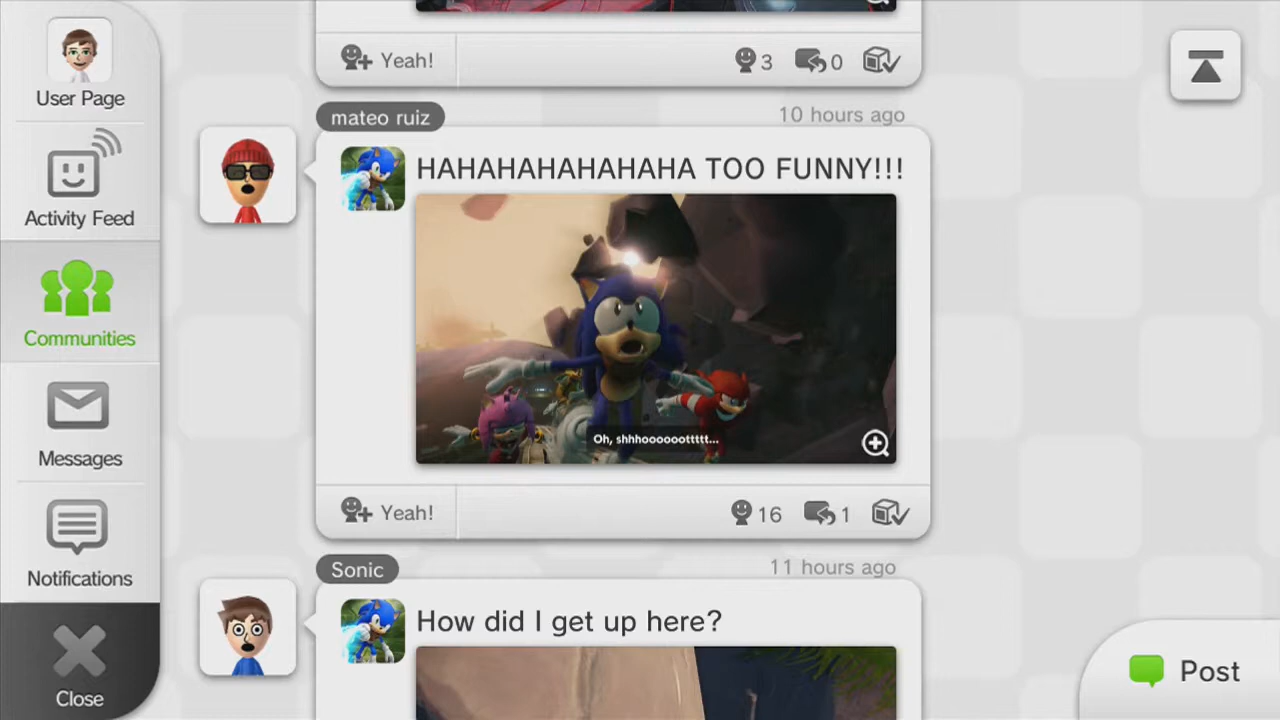 User Page
Activity Feed
Communities
Messages
Notifications
Close
Yeah!
3
0
mateo ruiz
10 hours ago
HAHAHAHAHAHAHA TOO FUNNY!!!
Oh, shhhoooooottttt...
Yeah!
16
1
Sonic
11 hours ago
How did I get up here?
Post